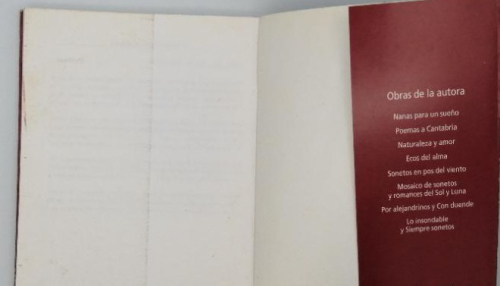 Obras de la autora
Nanas para un sueño
Poemas a Cantabria
Naturaleza y amor
Ecos del alma
Sonetos en pos del viento
Mosaico de sonetos
y romances del Sol y Luna
Por alejandrinos y Con duende
Lo insondable
y Siempre sonetos